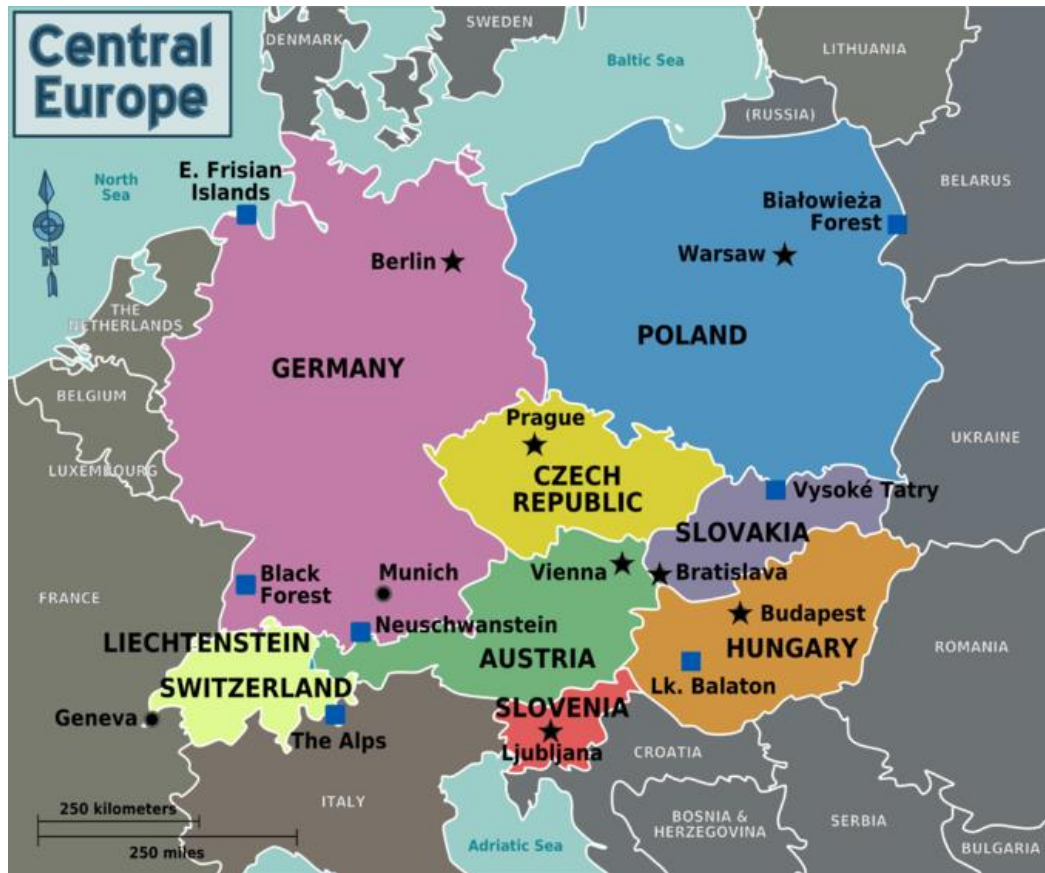 Central
Europe
DENMARK
SWEDEN
Baltic Sea
LITHUANIA
(RUSSIA)
BELARUS
North
Sea
E. Frisian
Islands
N
Białowieża
Forest
Berlin
Warsaw
THE
NETHERLANDS
POLAND
GERMANY
BELGIUM
Prague
UKRAINE
LUXEMBOURG
CZECH
REPUBLIC
Vysoké Tatry
SLOVAKIA
Vienna
Bratislava
Black
Forest
Munich
FRANCE
Budapest
Neuschwanstein
LIECHTENSTEIN
HUNGARY
ROMANIA
AUSTRIA
SWITZERLAND
Lk. Balaton
SLOVENIA
Geneva
The Alps
Ljubljana
CROATIA
ITALY
250 kilometers
250 miles
BOSNIA &
HERZEGOVINA
SERBIA
Adriatic Sea
BULGARIA